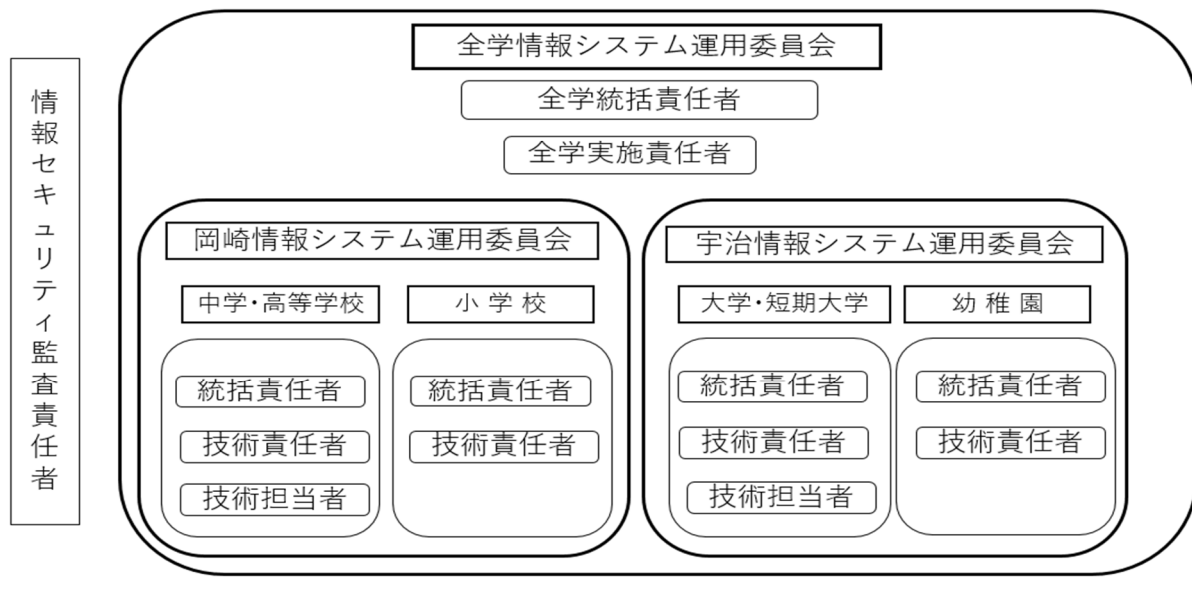 情報セキュリティ監査責任者
全学情報システム運用委員会
全学統括責任者
全学実施責任者
岡崎情報システム運用委員会
中学・高等学校
統括責任者
技術責任者
技術担当者
小学校
統括責任者
技術責任者
宇治情報システム運用委員会
大学・短期大学
統括責任者
技術責任者
技術担当者
幼稚園
統括責任者
技術責任者